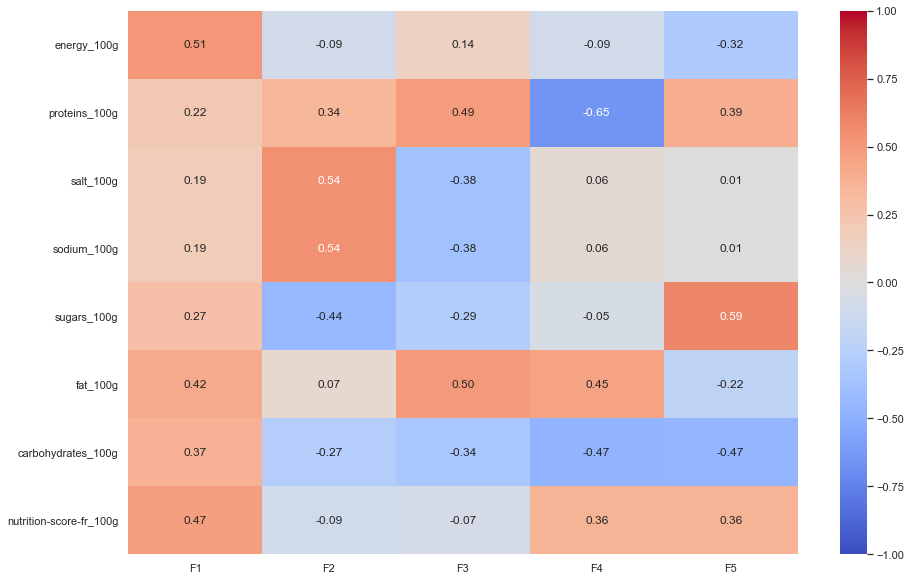 energy_100g 0.51 -0.09 0.14 -0.09 -0.32
proteins_100g 0.22 0.34 0.49 -0.65 0.39
salt_100g 0.19 0.54 -0.38 0.06 0.01
sodium_100g 0.19 0.54 -0.38 0.06 0.01
sugars_100g 0.27 -0.44 -0.29 -0.05 0.59
fat_100g 0.42 0.07 0.50 0.45 -0.22
carbohydrates_100g 0.37 -0.27 -0.34 -0.47 -0.47
nutrition-score-fr_100g 0.47 -0.09 -0.07 0.36 0.36
F1 F2 F3 F4 F5
1.00
0.75
0.50
0.25
0.00
−0.25
−0.50
−0.75
−1.00